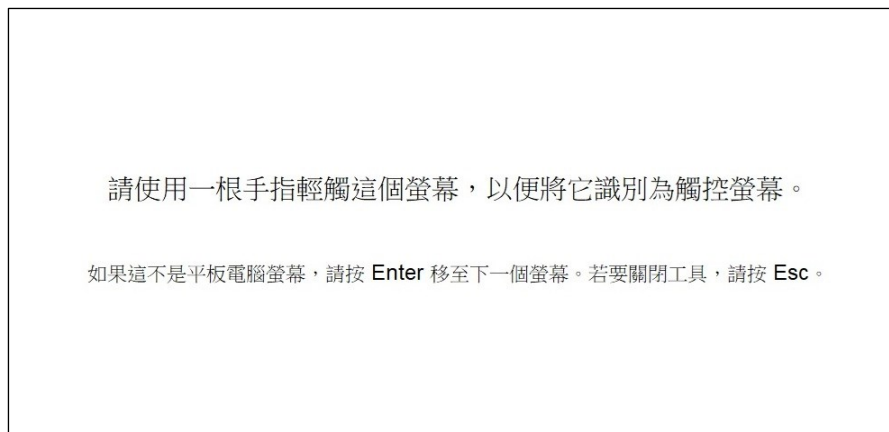 請使用一根手指輕觸這個螢幕，以便將它識別為觸控螢幕。
如果這不是平板電腦螢幕，請按 Enter 移至下一個螢幕。若要關閉工具，請按 Esc。